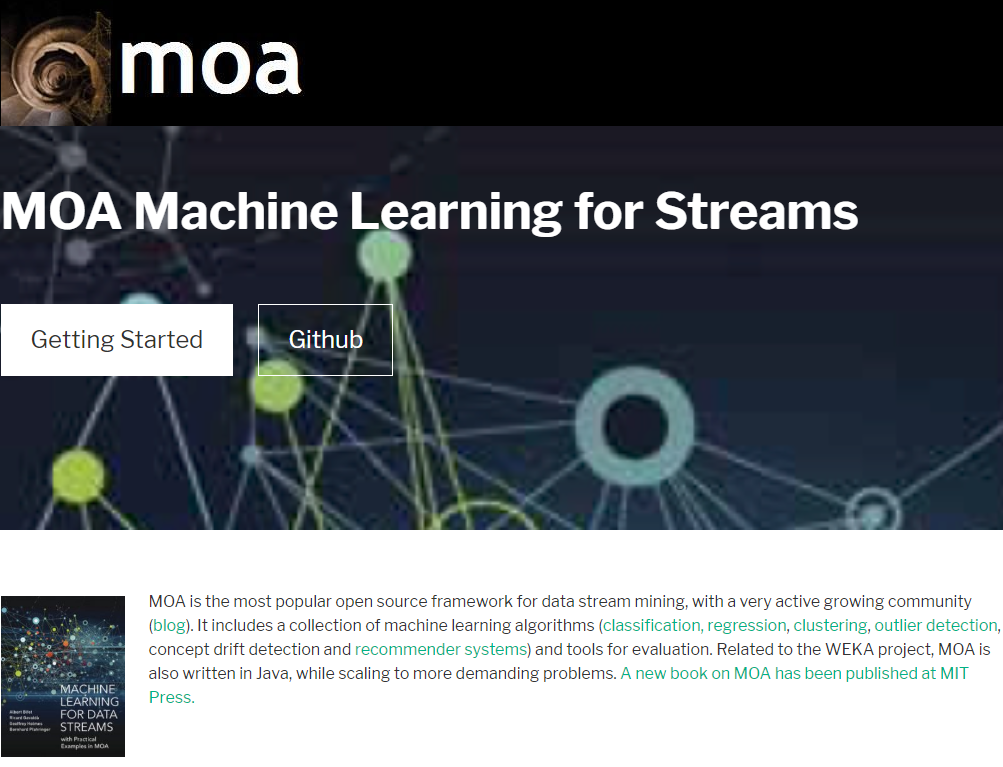 moa
MOA Machine Learning for Streams
Getting Started
Github
MOA is the most popular open source framework for data stream mining, with a very active growing community
(blog). It includes a collection of machine learning algorithms (classification, regression, clustering, outlier detection,
concept drift detection and recommender systems) and tools for evaluation. Related to the WEKA project, MOA is
also written in Java, while scaling to more demanding problems. A new book on MOA has been published at MIT
Press.
MACHINE
LEARNING
FOR DATA
STREAMS
with Practical
Examples in MOA
Albert Bifet
Ricard Gavaldà
Geoffrey Holmes
Bernhard Pfahringer